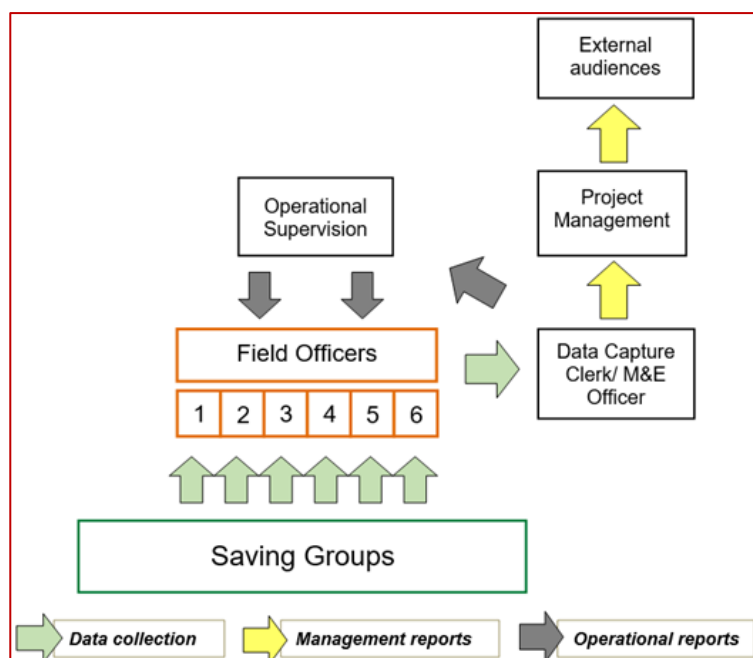 External
audiences
Operational
Supervision
Project
Management
Field Officers
Data Capture
Clerk/ M&E
Officer
1 2 3 4 5 6
Saving Groups
Data collection
Management reports
Operational reports